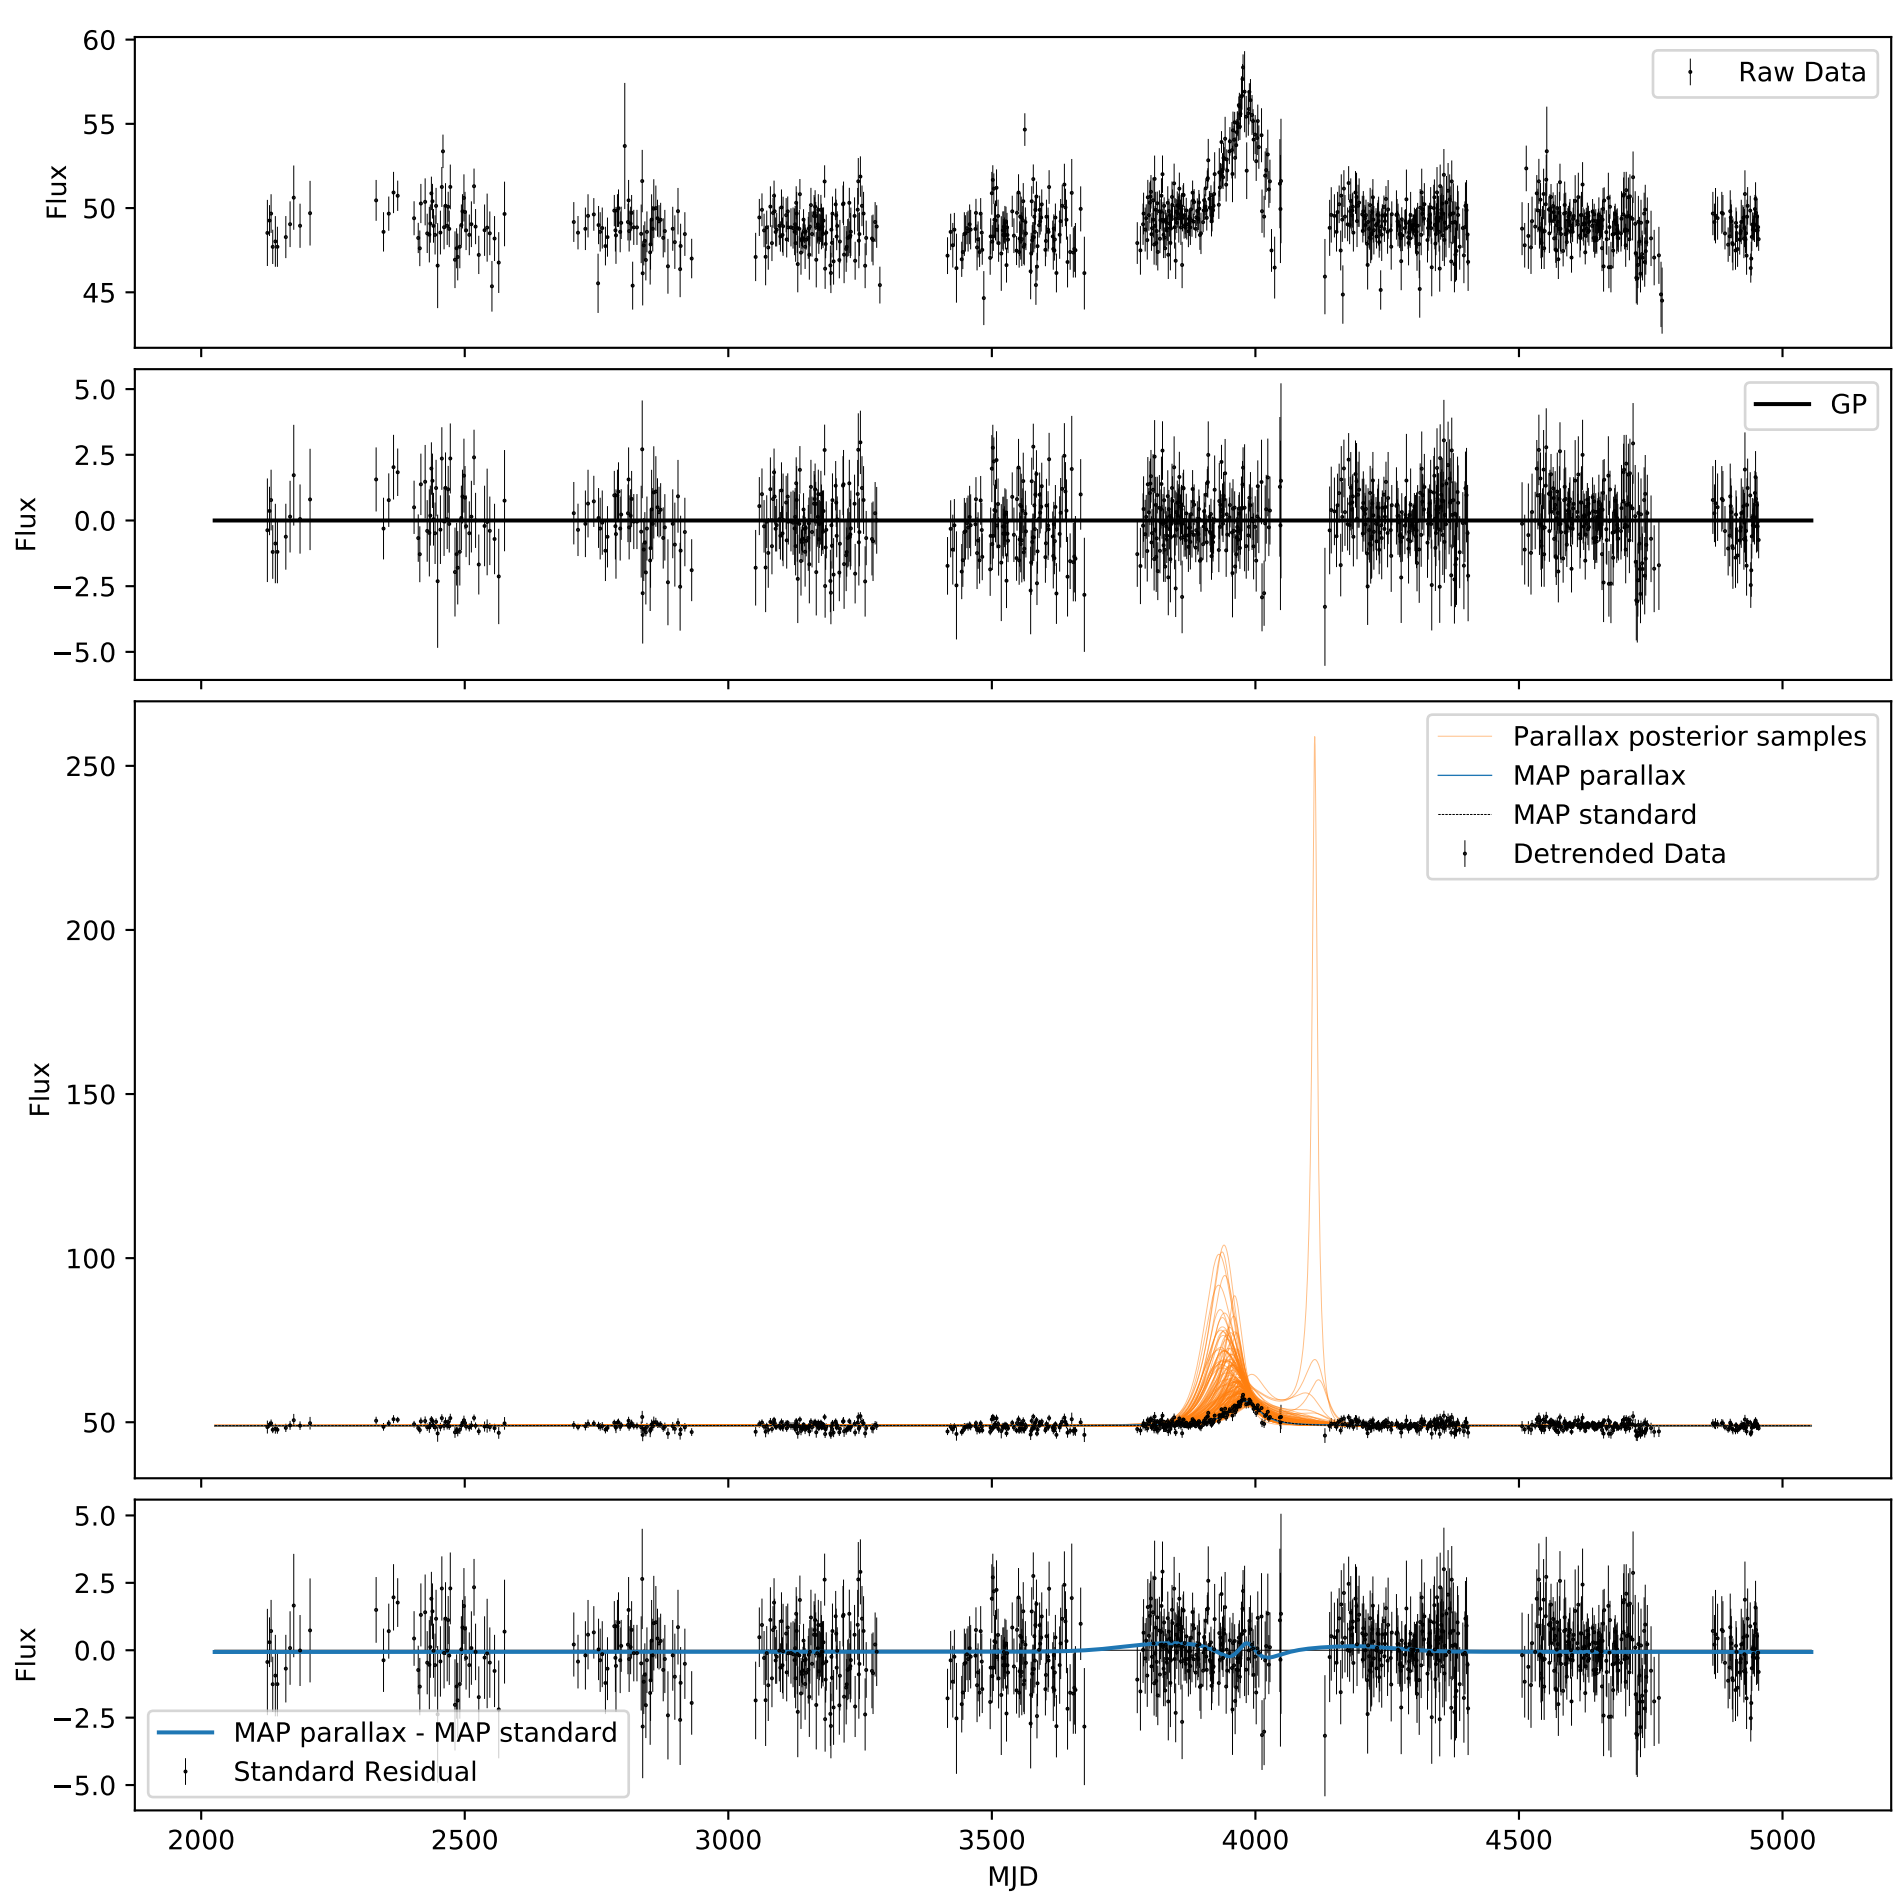 60
55
50
45
Flux
Raw Data
5.0
2.5
0.0
−2.5
−5.0
Flux
GP
250
200
150
100
50
Flux
Parallax posterior samples
MAP parallax
MAP standard
Detrended Data
5.0
2.5
0.0
−2.5
−5.0
Flux
MAP parallax - MAP standard
Standard Residual
2000 2500 3000 3500 4000 4500 5000
MJD